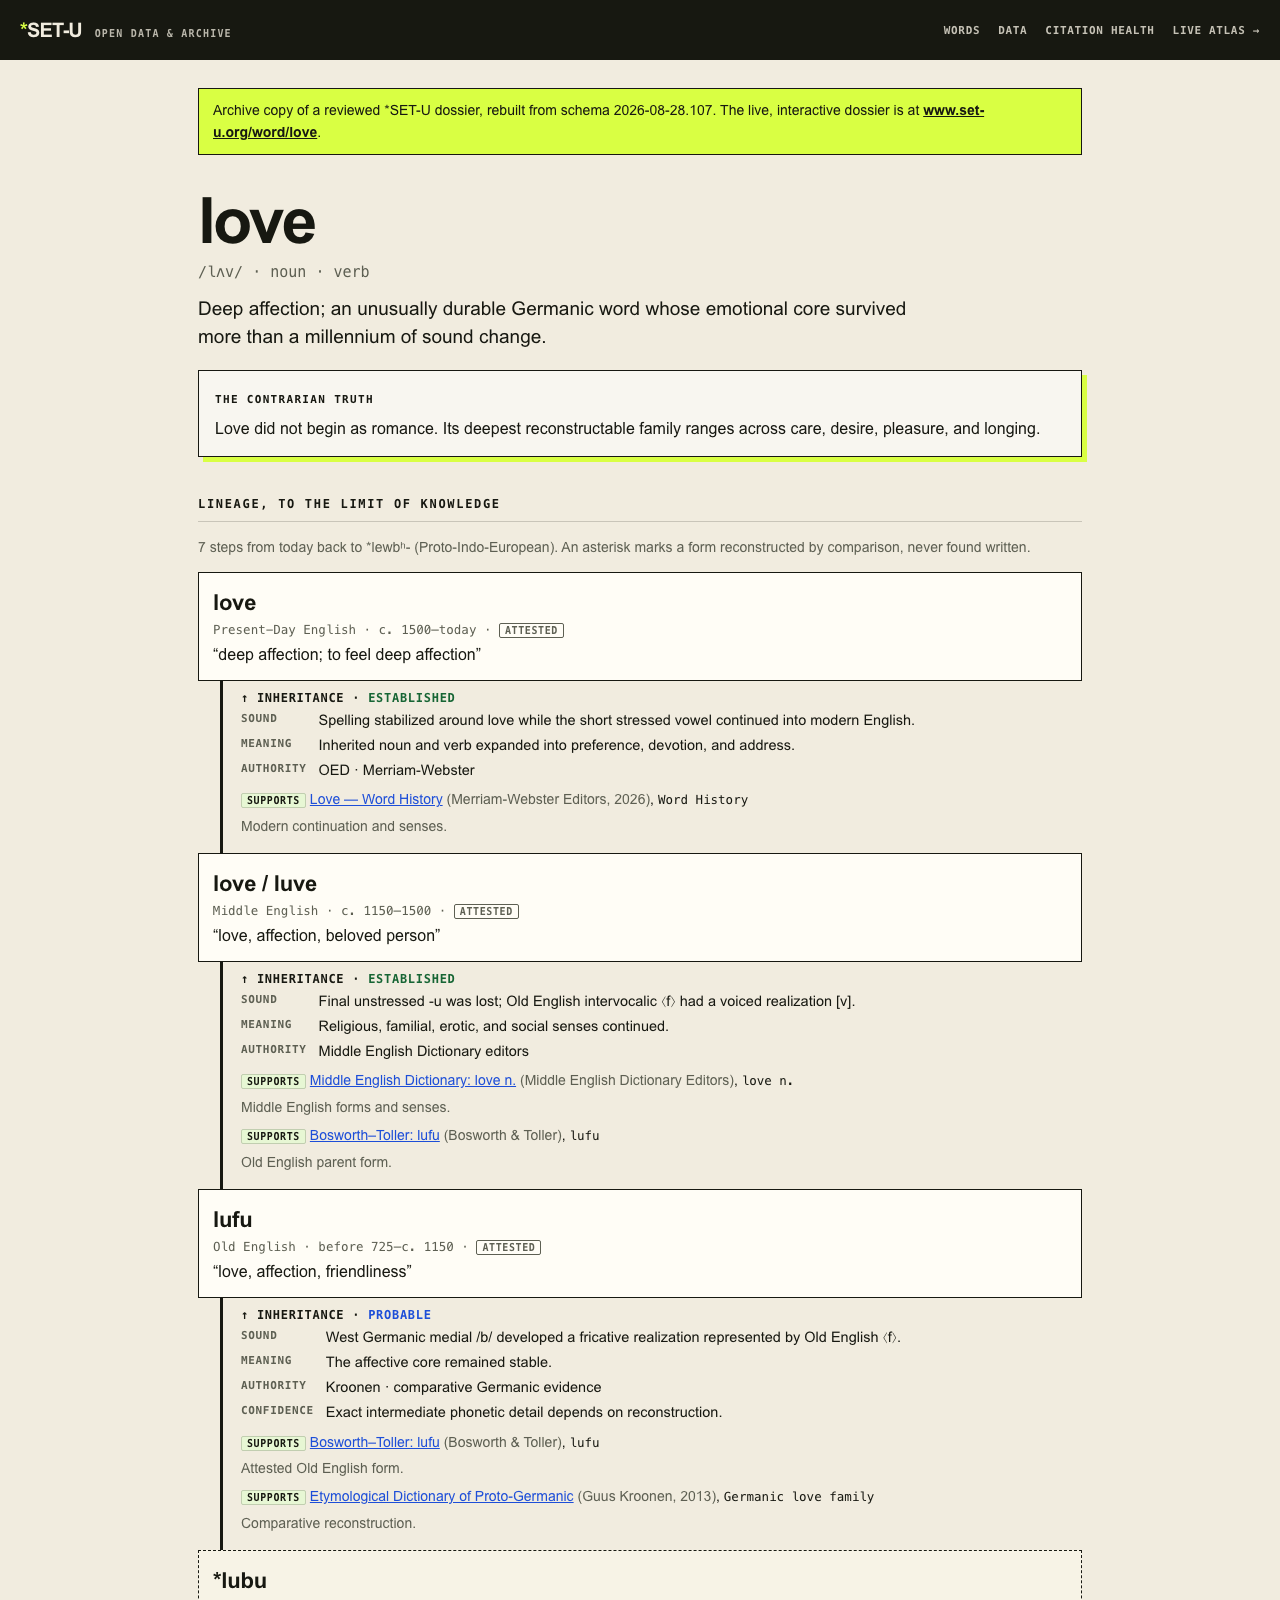 *SET-U OPEN DATA & ARCHIVE WORDS DATA CITATION HEALTH LIVE ATLAS →
Archive copy of a reviewed *SET-U dossier, rebuilt from schema 2026-08-28.107. The live, interactive dossier is at www.set-
u.org/word/love.
love
/lʌv/ · noun · verb
Deep affection; an unusually durable Germanic word whose emotional core survived
more than a millennium of sound change.
THE CONTRARIAN TRUTH
Love did not begin as romance. Its deepest reconstructable family ranges across care, desire, pleasure, and longing.
LINEAGE, TO THE LIMIT OF KNOWLEDGE
7 steps from today back to *lewbʰ- (Proto-Indo-European). An asterisk marks a form reconstructed by comparison, never found written.
love
Present-Day English · c. 1500–today · ATTESTED
“deep affection; to feel deep affection”
↑ INHERITANCE · ESTABLISHED
SOUND Spelling stabilized around love while the short stressed vowel continued into modern English.
MEANING Inherited noun and verb expanded into preference, devotion, and address.
AUTHORITY OED · Merriam-Webster
SUPPORTS Love — Word History (Merriam-Webster Editors, 2026), Word History
Modern continuation and senses.
love / luve
Middle English · c. 1150–1500 · ATTESTED
“love, affection, beloved person”
↑ INHERITANCE · ESTABLISHED
SOUND Final unstressed -u was lost; Old English intervocalic ⟨f⟩ had a voiced realization [v].
MEANING Religious, familial, erotic, and social senses continued.
AUTHORITY Middle English Dictionary editors
SUPPORTS Middle English Dictionary: love n. (Middle English Dictionary Editors), love n.
Middle English forms and senses.
SUPPORTS Bosworth–Toller: lufu (Bosworth & Toller), lufu
Old English parent form.
lufu
Old English · before 725–c. 1150 · ATTESTED
“love, affection, friendliness”
↑ INHERITANCE · PROBABLE
SOUND West Germanic medial /b/ developed a fricative realization represented by Old English ⟨f⟩.
MEANING The affective core remained stable.
AUTHORITY Kroonen · comparative Germanic evidence
CONFIDENCE Exact intermediate phonetic detail depends on reconstruction.
SUPPORTS Bosworth–Toller: lufu (Bosworth & Toller), lufu
Attested Old English form.
SUPPORTS Etymological Dictionary of Proto-Germanic (Guus Kroonen, 2013), Germanic love family
Comparative reconstruction.
*lubu